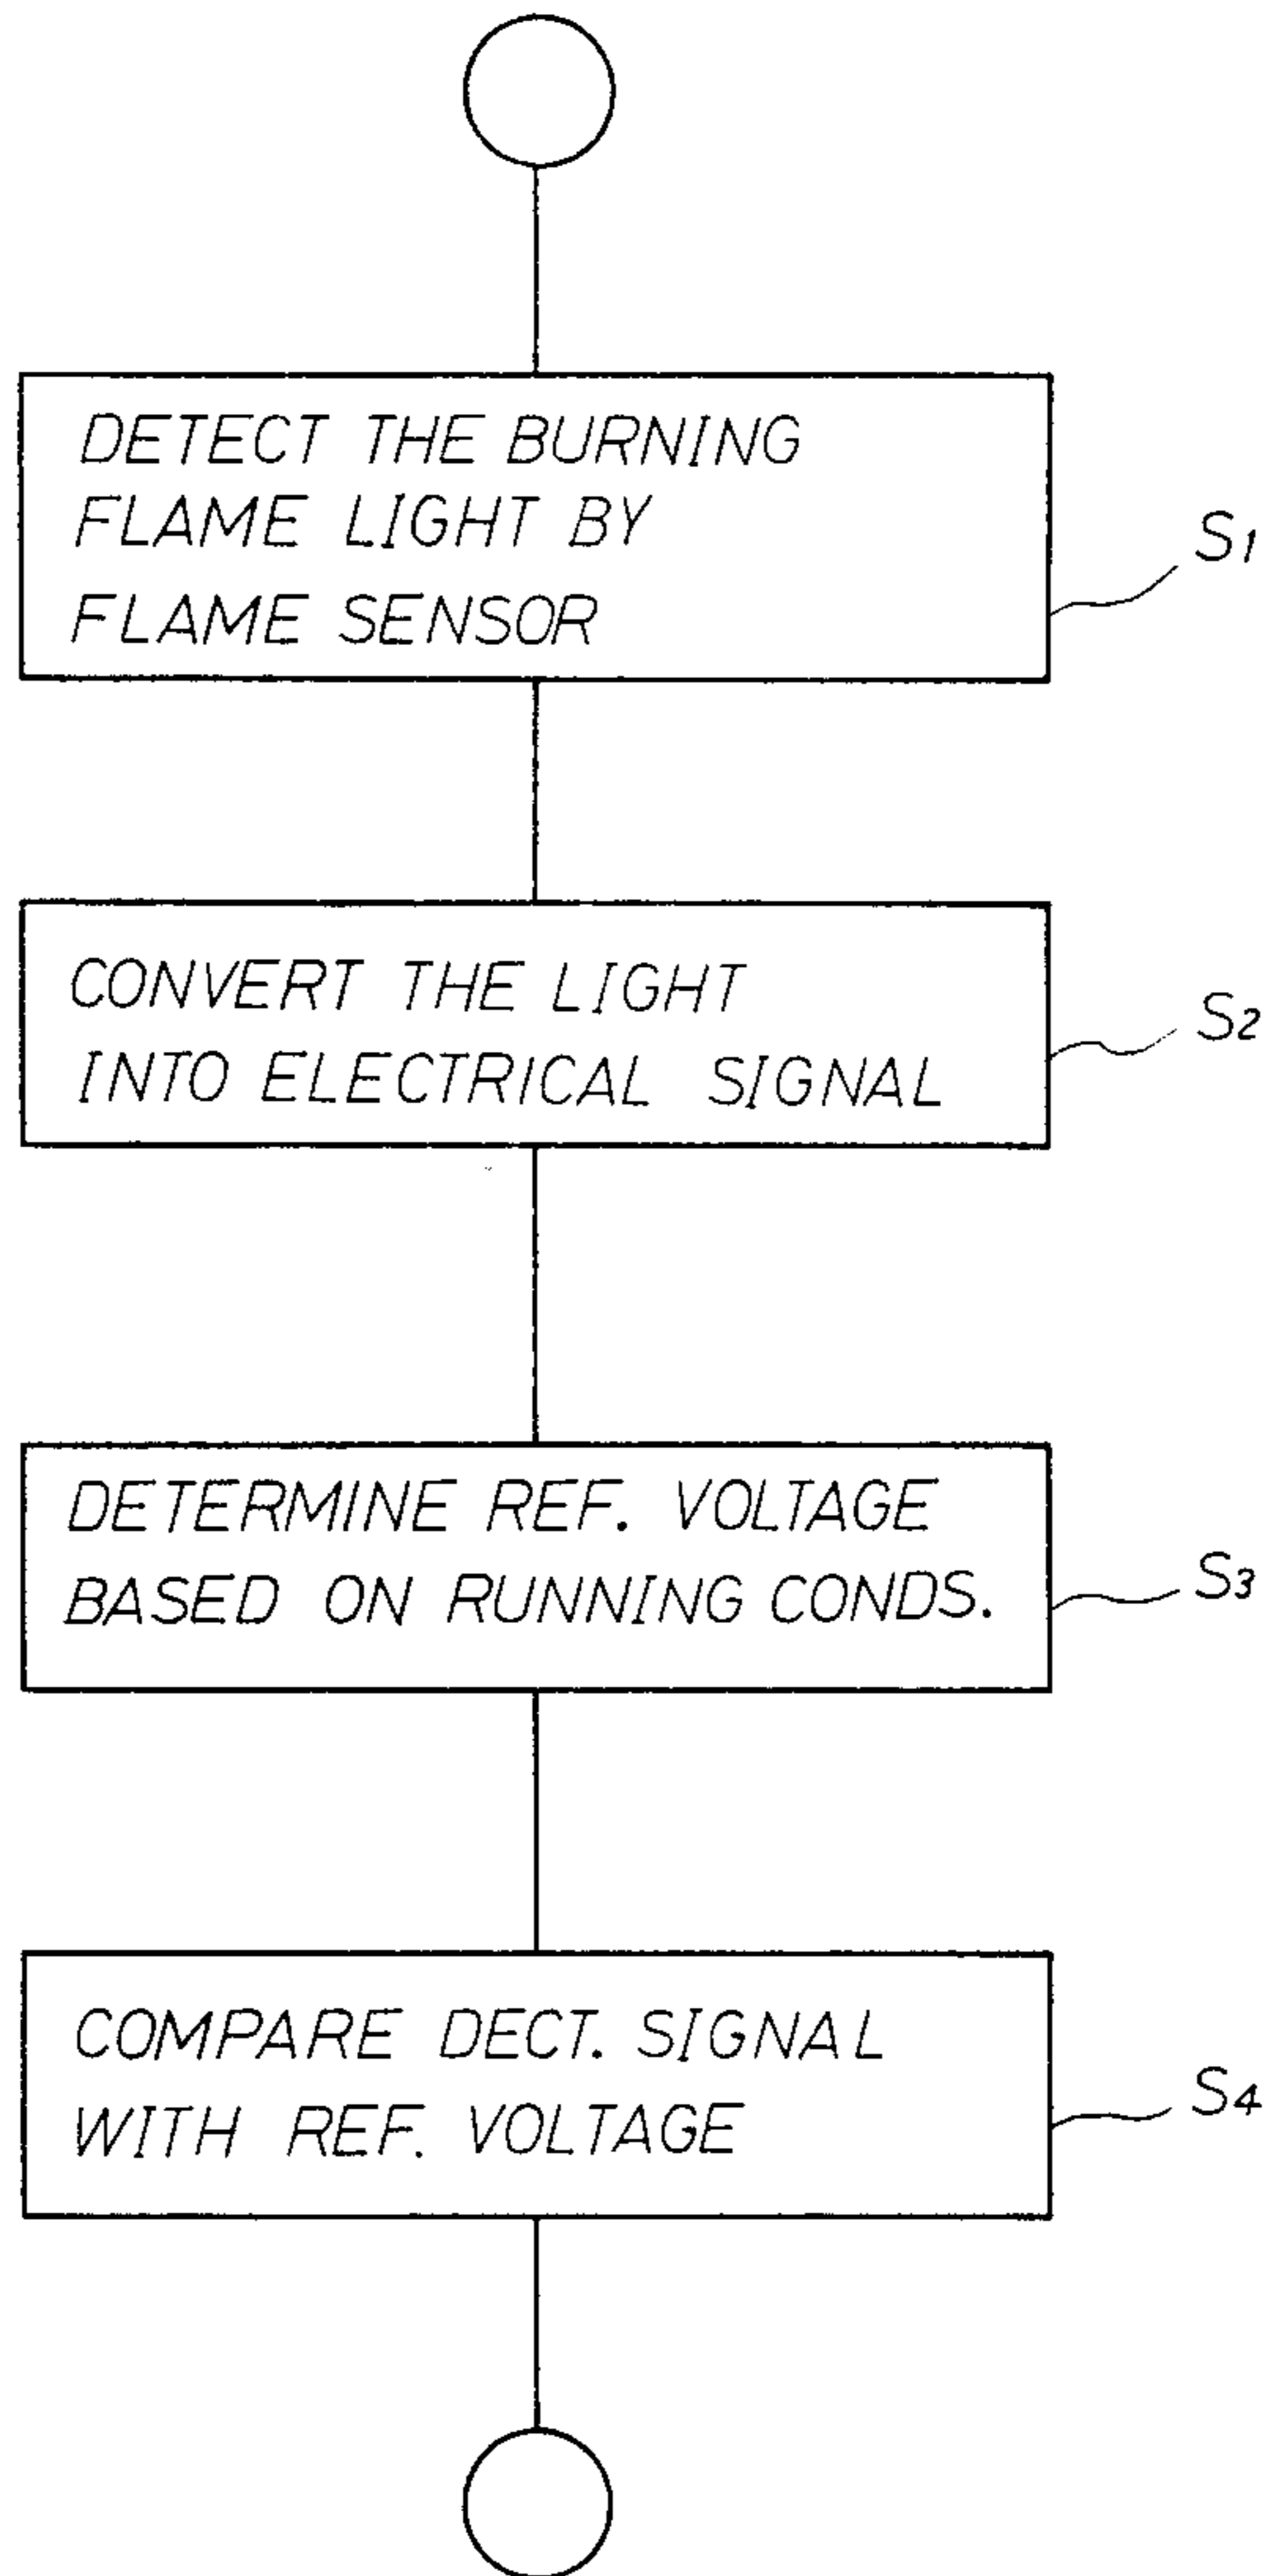 DETECT THE BURNING
FLAME LIGHT BY
FLAME SENSOR
S1
CONVERT THE LIGHT
INTO ELECTRICAL SIGNAL
S2
DETERMINE REF. VOLTAGE
BASED ON RUNNING CONDS.
S3
COMPARE DECT. SIGNAL
WITH REF. VOLTAGE
S4